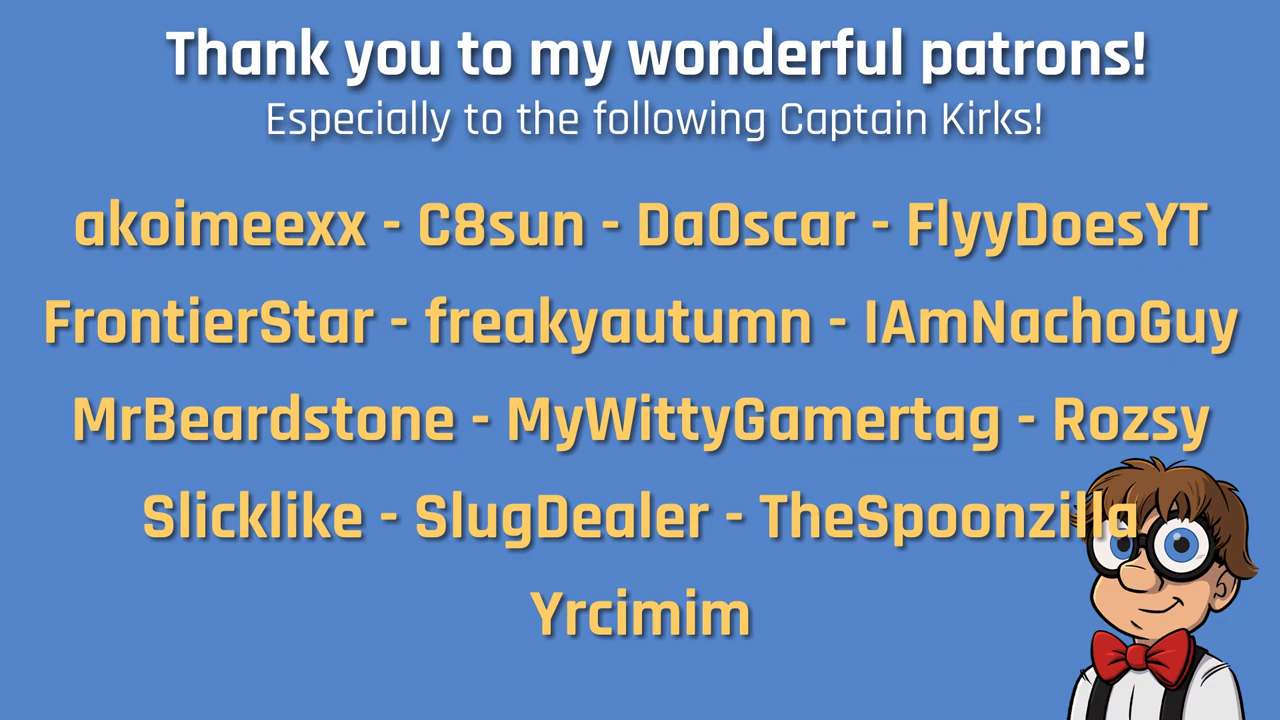 Thank you to my wonderful patrons!
Especially to the following Captain Kirks!
akoimeexx - C8sun - DaOscar - FlyyDoesYT
FrontierStar - freakyautumn - IAmNachoGuy
MrBeardstone - MyWittyGamertag - Rozsy
Slicklike - SlugDealer - TheSpoonzilla
Yrcimim